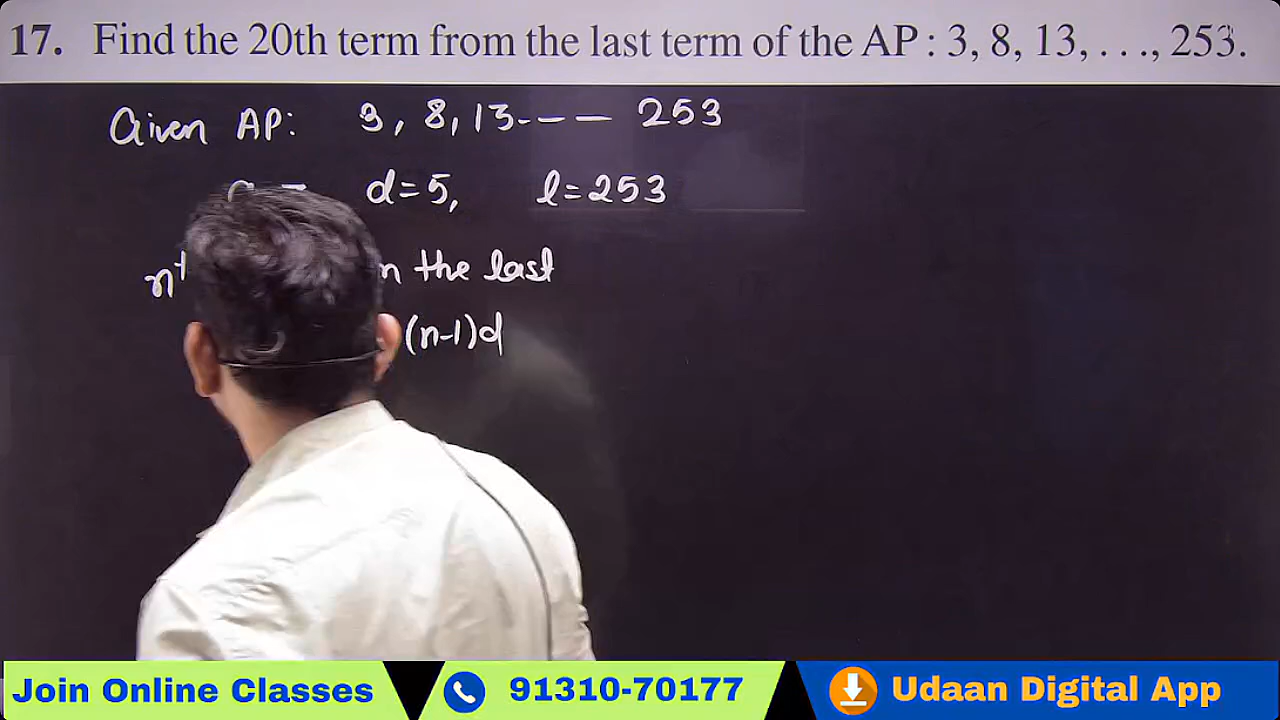 17. Find the 20th term from the last term of the AP : 3, 8, 13, . . ., 253.
Given AP: 3, 8, 13 - - - 253
d = 5, l = 253
the last
(n-1)d
Join Online Classes
91310-70177
Udaan Digital App